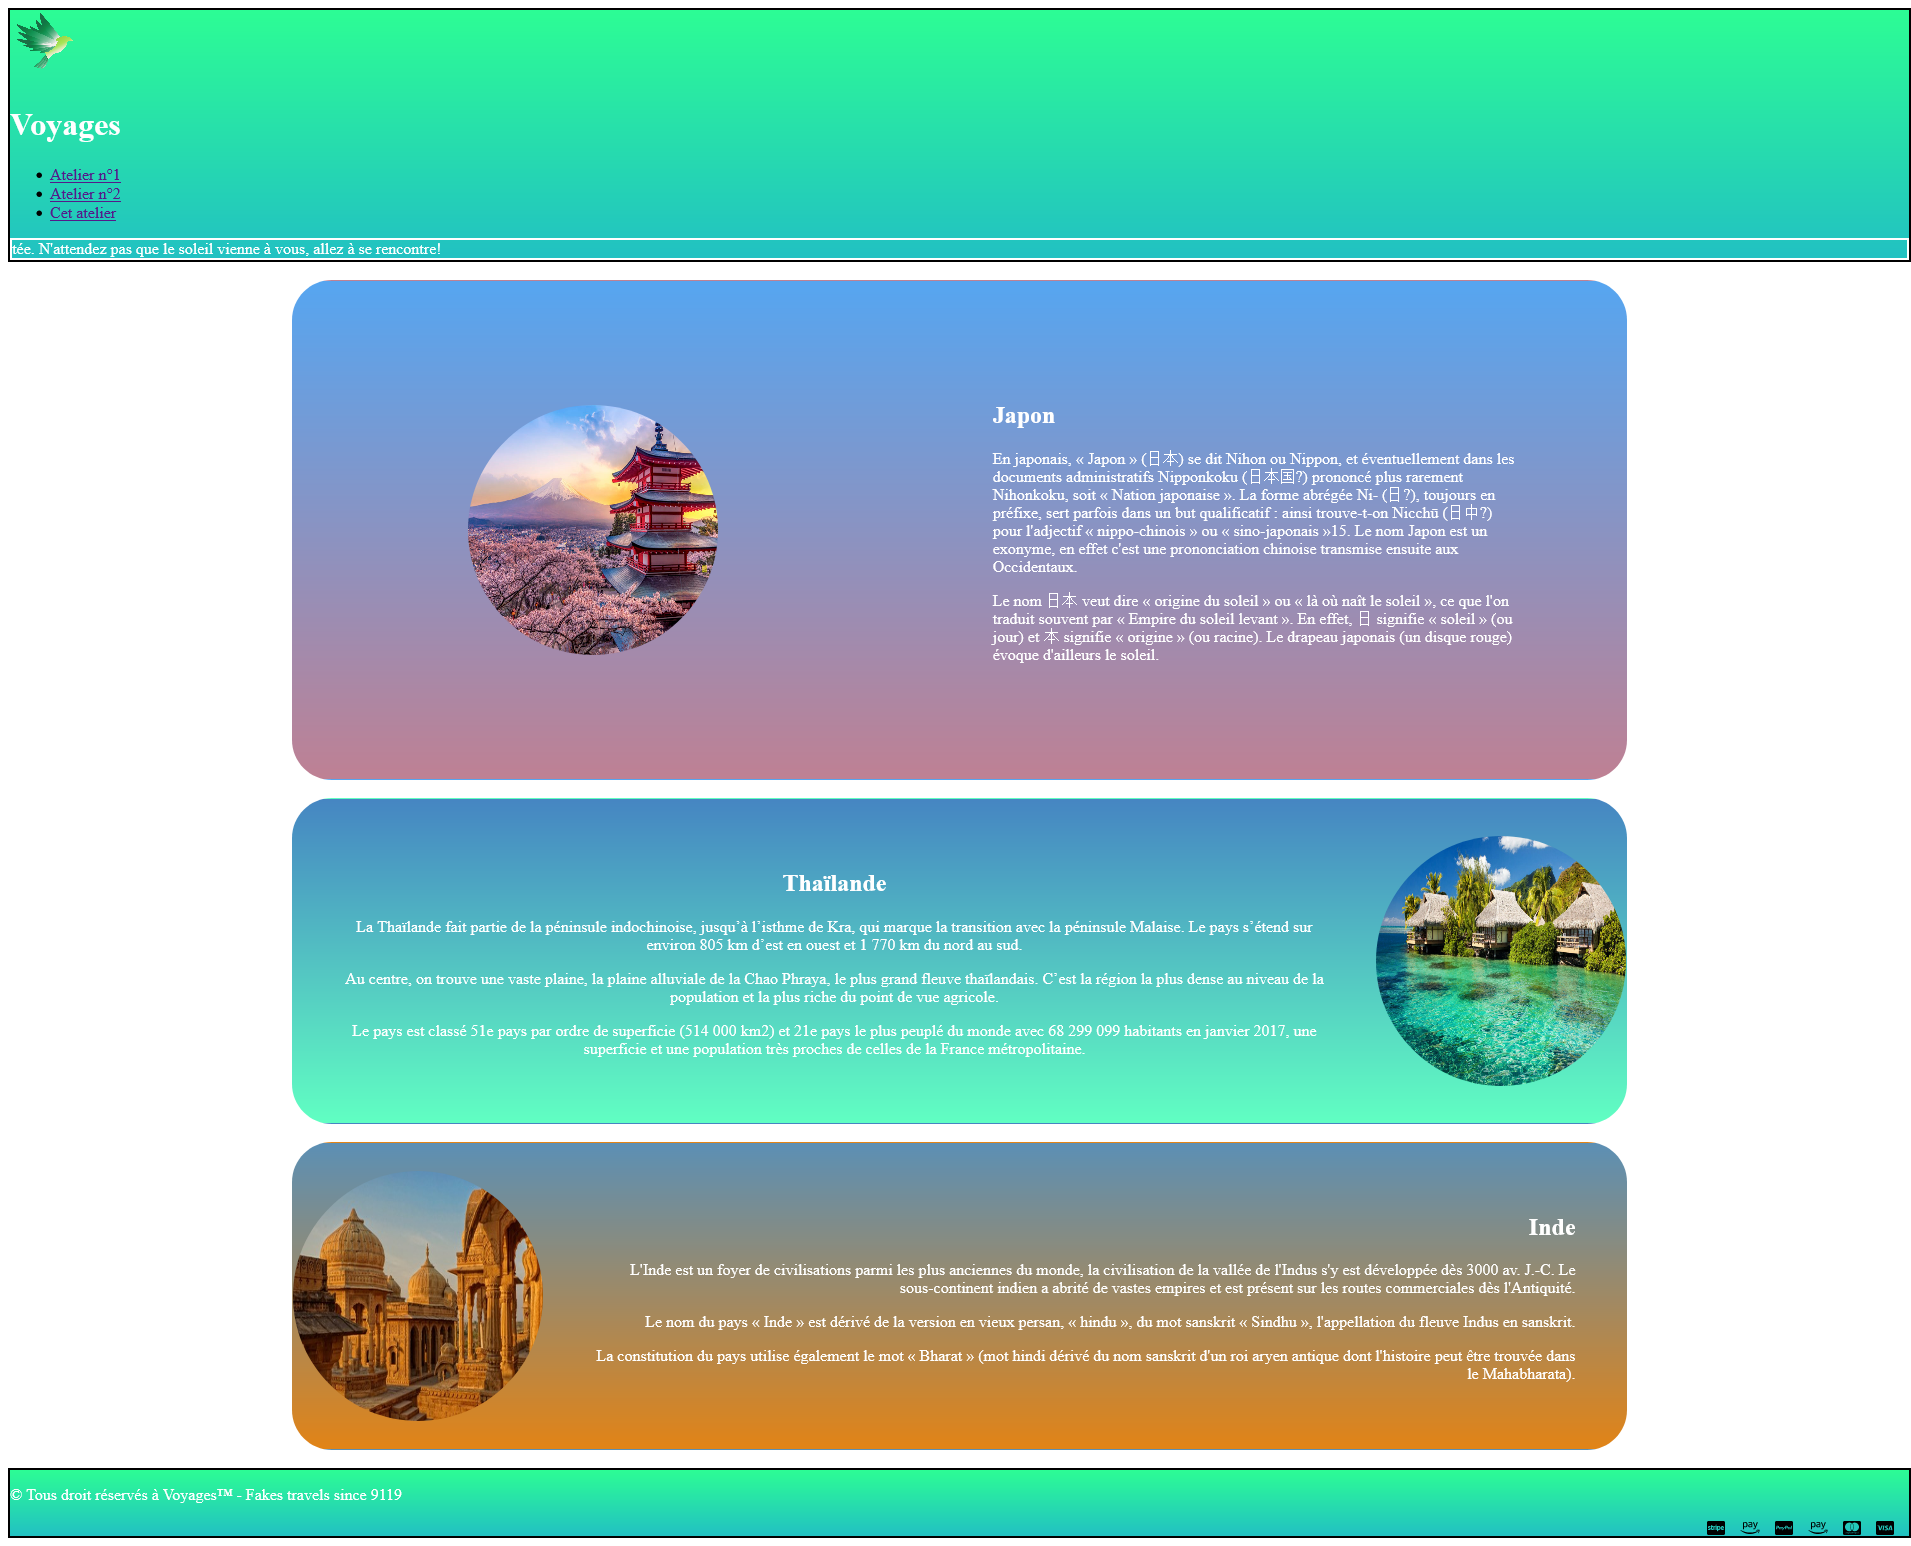 Voyages
Atelier n°1
Atelier n°2
Cet atelier
tée. N'attendez pas que le soleil vienne à vous, allez à se rencontre!
Japon
En japonais, « Japon » (日本) se dit Nihon ou Nippon, et éventuellement dans les
documents administratifs Nipponkoku (日本国?) prononcé plus rarement
Nihonkoku, soit « Nation japonaise ». La forme abrégée Ni- (日?), toujours en
préfixe, sert parfois dans un but qualificatif : ainsi trouve-t-on Nicchū (日中?)
pour l'adjectif « nippo-chinois » ou « sino-japonais »15. Le nom Japon est un
exonyme, en effet c'est une prononciation chinoise transmise ensuite aux
Occidentaux.
Le nom 日本 veut dire « origine du soleil » ou « là où naît le soleil », ce que l'on
traduit souvent par « Empire du soleil levant ». En effet, 日 signifie « soleil » (ou
jour) et 本 signifie « origine » (ou racine). Le drapeau japonais (un disque rouge)
évoque d'ailleurs le soleil.
Thaïlande
La Thaïlande fait partie de la péninsule indochinoise, jusqu’à l’isthme de Kra, qui marque la transition avec la péninsule Malaise. Le pays s’étend sur
environ 805 km d’est en ouest et 1 770 km du nord au sud.
Au centre, on trouve une vaste plaine, la plaine alluviale de la Chao Phraya, le plus grand fleuve thaïlandais. C’est la région la plus dense au niveau de la
population et la plus riche du point de vue agricole.
Le pays est classé 51e pays par ordre de superficie (514 000 km2) et 21e pays le plus peuplé du monde avec 68 299 099 habitants en janvier 2017, une
superficie et une population très proches de celles de la France métropolitaine.
Inde
L'Inde est un foyer de civilisations parmi les plus anciennes du monde, la civilisation de la vallée de l'Indus s'y est développée dès 3000 av. J.-C. Le
sous-continent indien a abrité de vastes empires et est présent sur les routes commerciales dès l'Antiquité.
Le nom du pays « Inde » est dérivé de la version en vieux persan, « hindu », du mot sanskrit « Sindhu », l'appellation du fleuve Indus en sanskrit.
La constitution du pays utilise également le mot « Bharat » (mot hindi dérivé du nom sanskrit d'un roi aryen antique dont l'histoire peut être trouvée dans
le Mahabharata).
© Tous droit réservés à Voyages™ - Fakes travels since 9119
stripe pay PayPal pay VISA